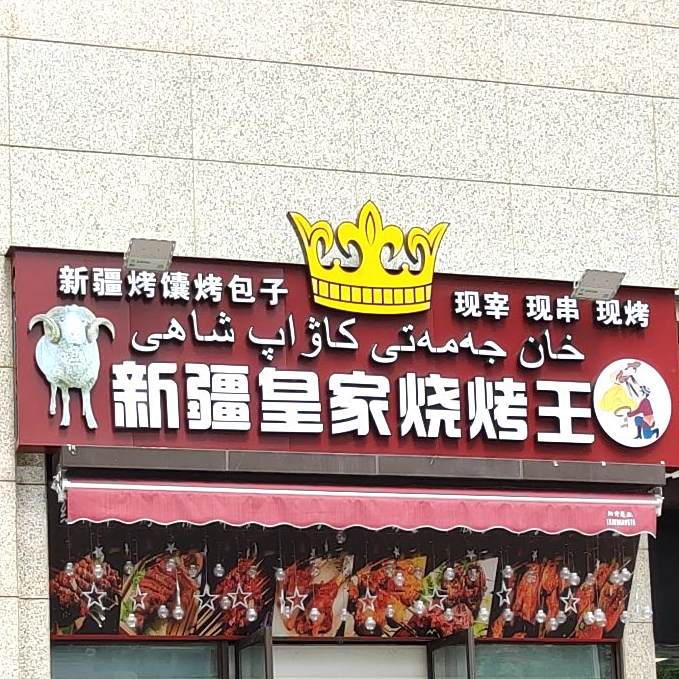 新疆烤馕烤包子
现宰 现串 现烤
خان جەمەتى كاۋاپ شاھى
新疆皇家烧烤王